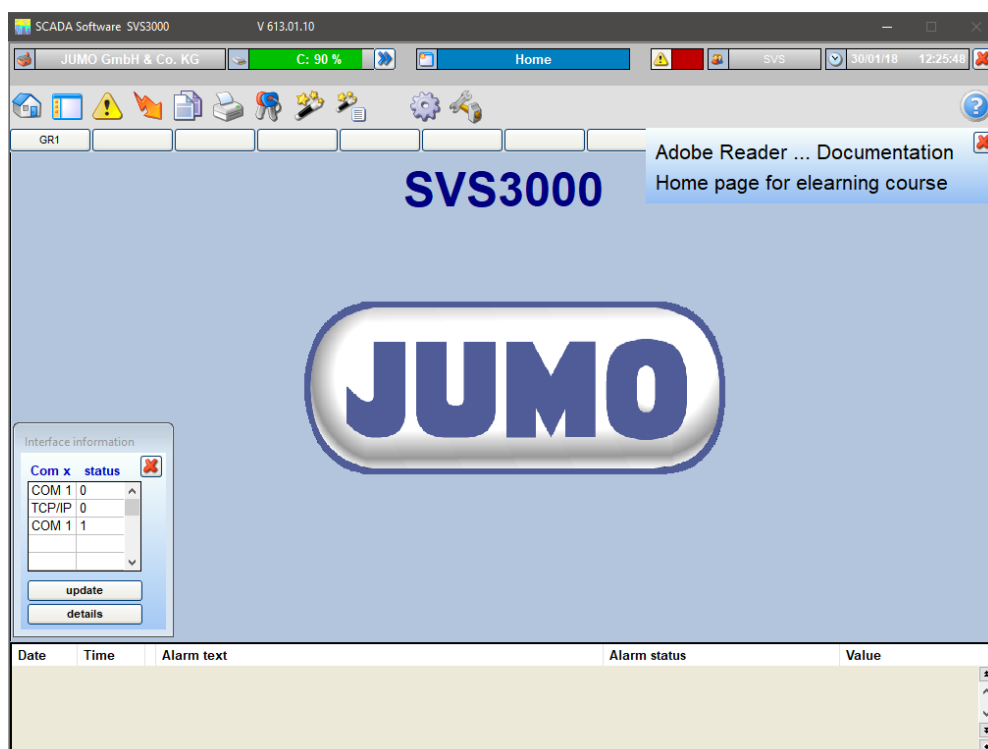 SCADA Software SVS3000 V 613.01.10
JUMO GmbH & Co. KG C: 90 % Home SVS 30/01/18 12:25:48
GR1
Adobe Reader ... Documentation
Home page for elearning course
SVS3000
JUMO
Interface information
Com x status
COM 1 0
TCP/IP 0
COM 1 1
update
details
Date Time Alarm text Alarm status Value